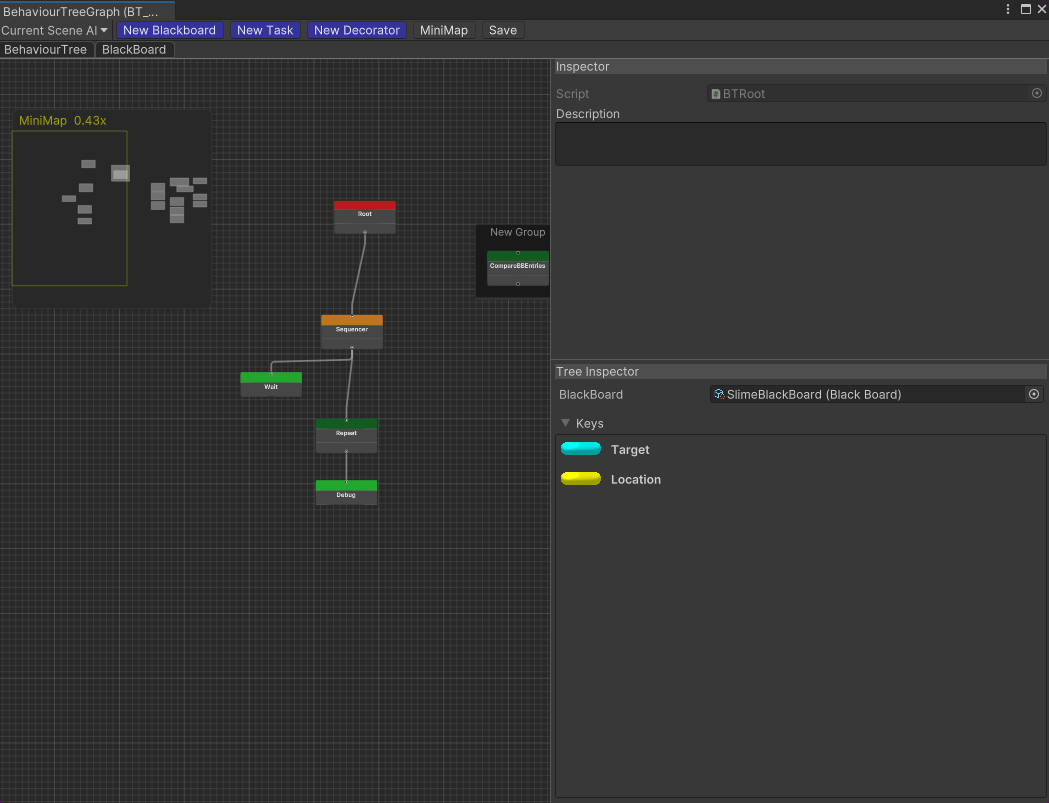 BehaviourTreeGraph (BT_...
Current Scene AI New Blackboard New Task New Decorator MiniMap Save
BehaviourTree BlackBoard
MiniMap 0.43x
Root
New Group
CompareBBEntries
Sequencer
Wait
Repeat
Debug
Inspector
Script BTRoot
Description
Tree Inspector
BlackBoard SlimeBlackBoard (Black Board)
Keys
Target
Location